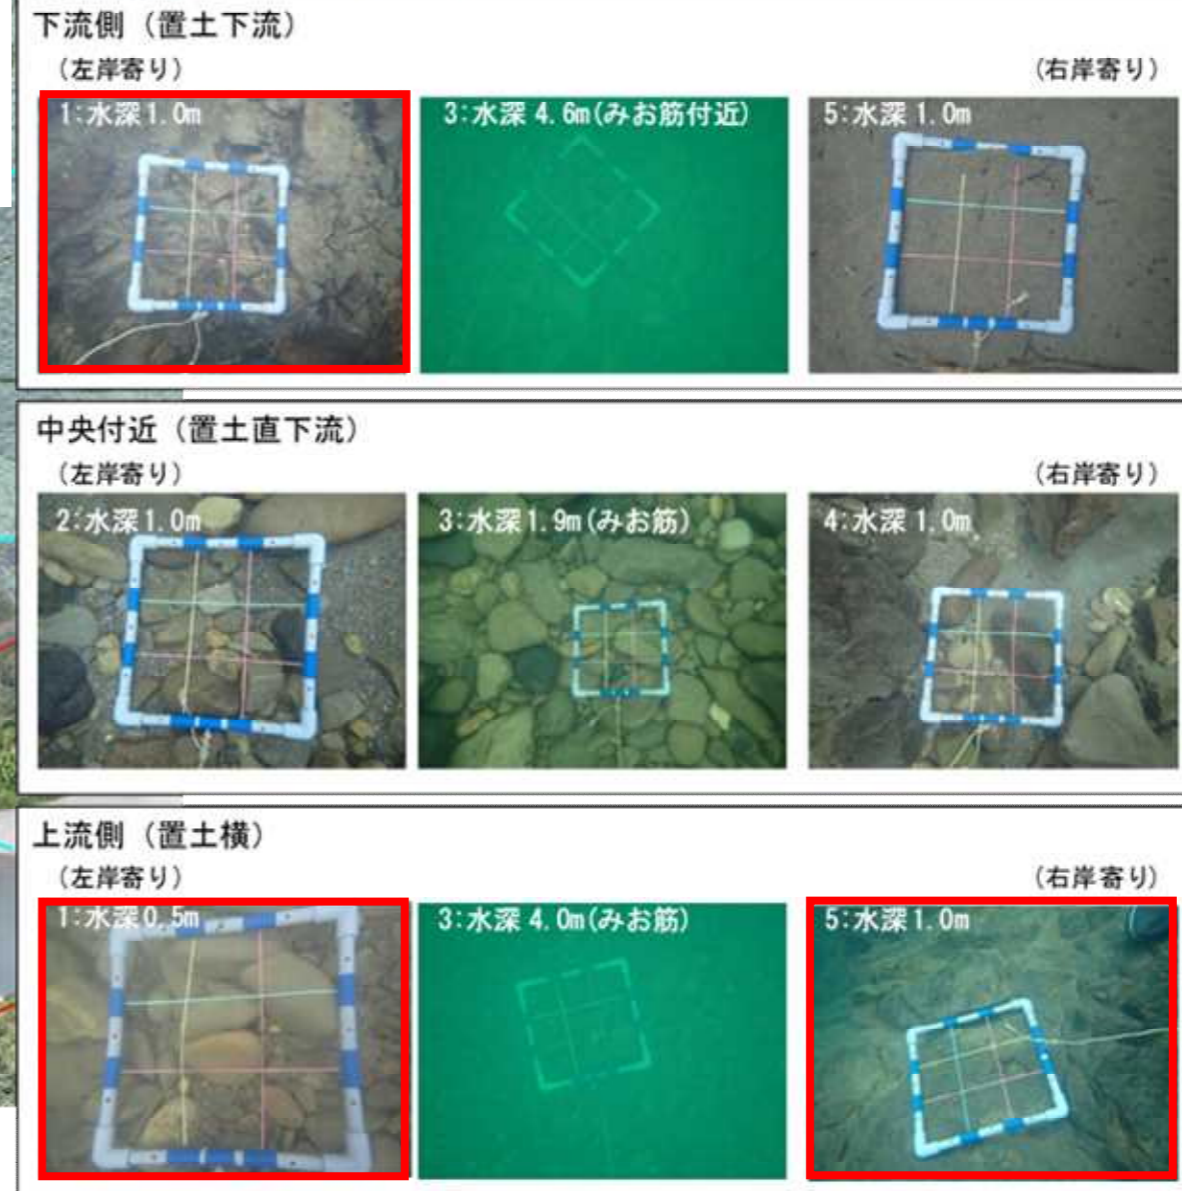 下流側（置土下流）
（左岸寄り）
（右岸寄り）
1:水深1.0m
3:水深 4.6m(みお筋付近)
5:水深 1.0m
中央付近（置土直下流）
（左岸寄り）
（右岸寄り）
2:水深1.0m
3:水深1.9m(みお筋)
4:水深 1.0m
上流側（置土横）
（左岸寄り）
（右岸寄り）
1:水深0.5m
3:水深 4.0m(みお筋)
5:水深1.0m